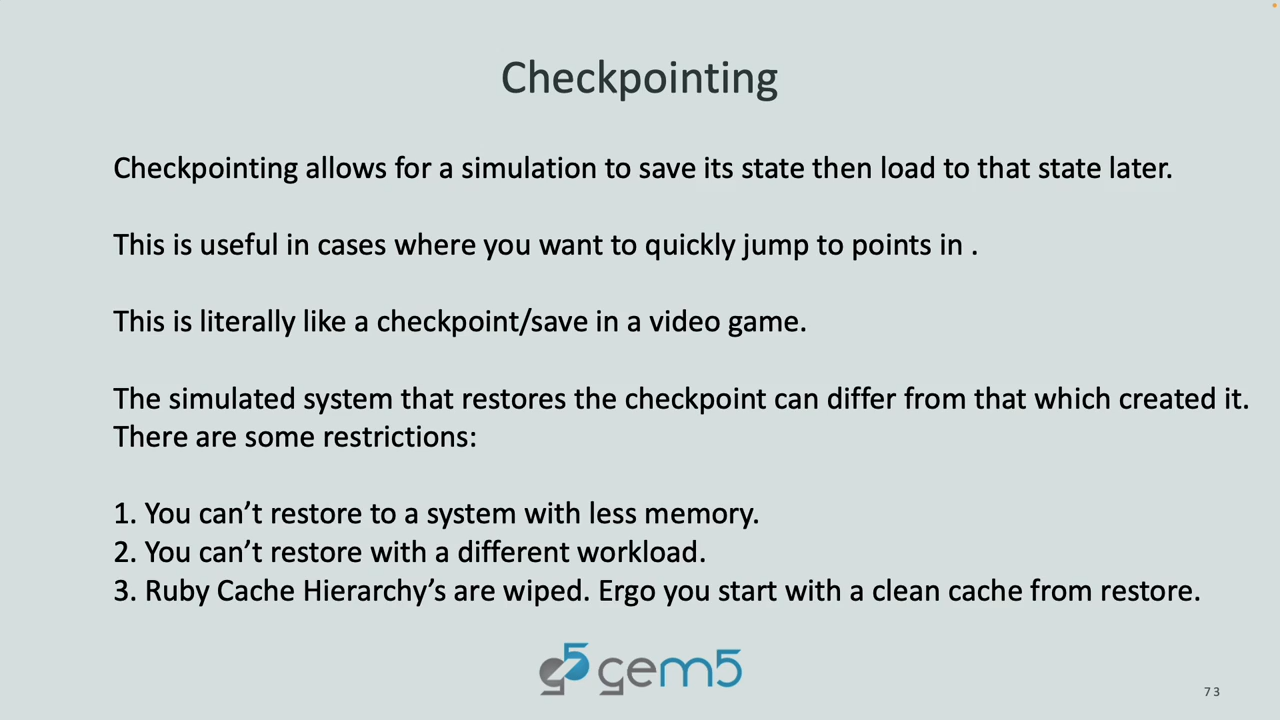 Checkpointing
Checkpointing allows for a simulation to save its state then load to that state later.
This is useful in cases where you want to quickly jump to points in .
This is literally like a checkpoint/save in a video game.
The simulated system that restores the checkpoint can differ from that which created it.
There are some restrictions:
1. You can’t restore to a system with less memory.
2. You can’t restore with a different workload.
3. Ruby Cache Hierarchy’s are wiped. Ergo you start with a clean cache from restore.
g5 gem5
73